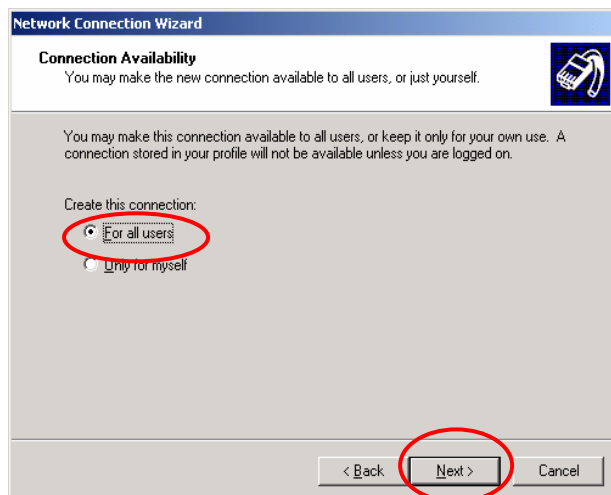 Network Connection Wizard
Connection Availability
You may make the new connection available to all users, or just yourself.
You may make this connection available to all users, or keep it only for your own use. A
connection stored in your profile will not be available unless you are logged on.
Create this connection:
For all users
Only for myself
< Back
Next >
Cancel